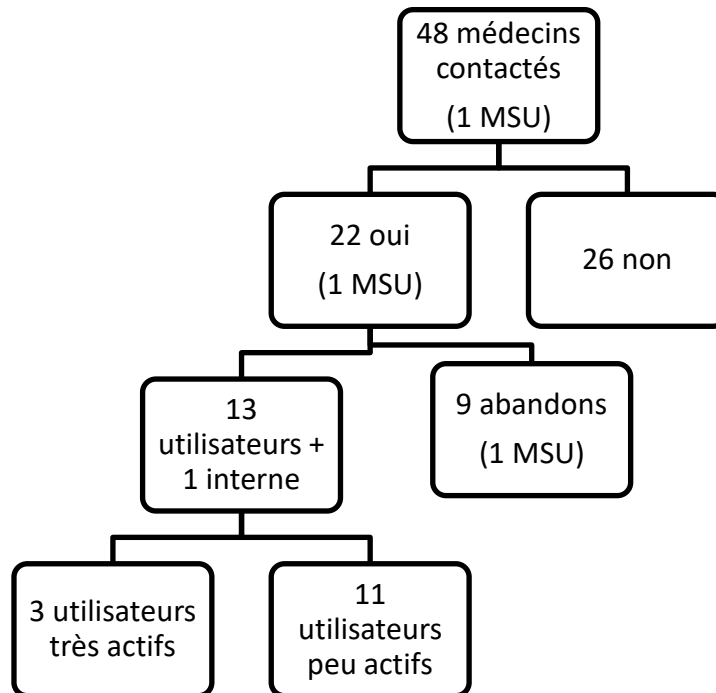 48 médecins
contactés
(1 MSU)
22 oui
(1 MSU)
26 non
13
utilisateurs +
1 interne
9 abandons
(1 MSU)
3 utilisateurs
très actifs
11
utilisateurs
peu actifs